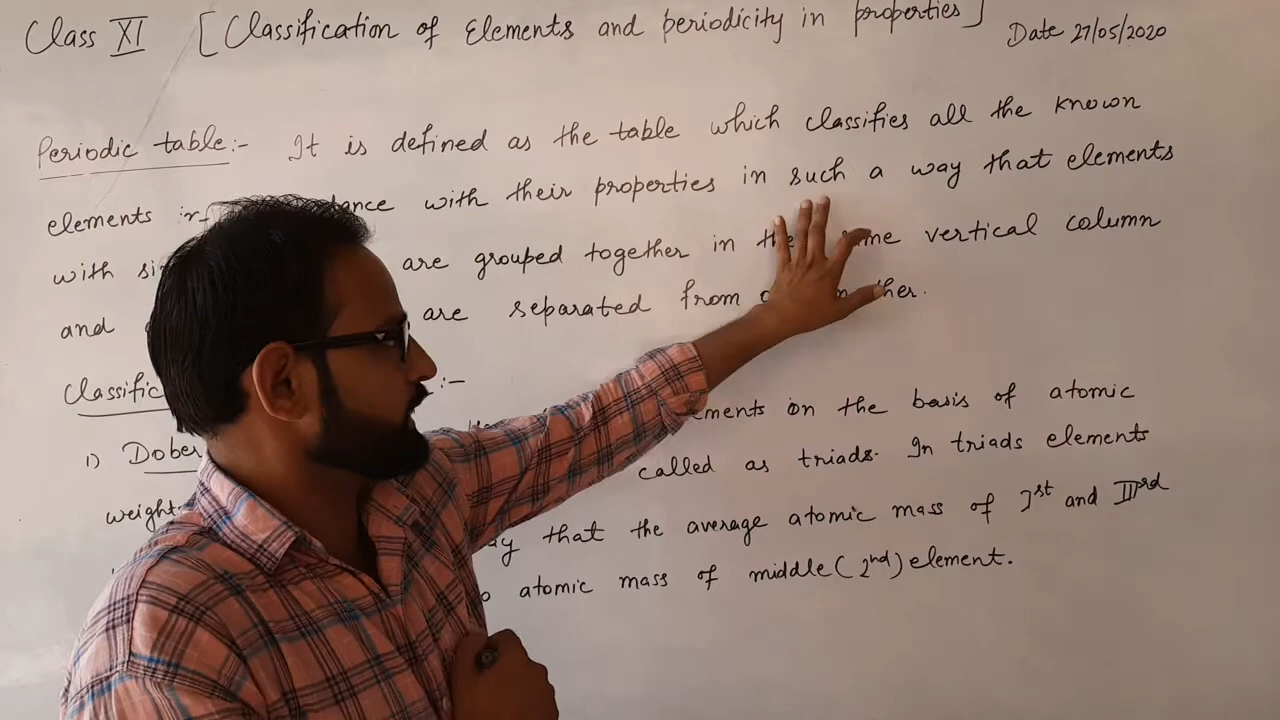 Class XI [Classification of Elements and periodicity in properties] Date 27/05/2020
Periodic table:- It is defined as the table which classifies all the known
elements with their properties in such a way that elements
with are grouped together in the vertical column
and are separated from
:-
ements on the basis of atomic
1) Dober called as triads. In triads elements
weight that the average atomic mass of Ist and IIIrd
atomic mass of middle (2nd) element.